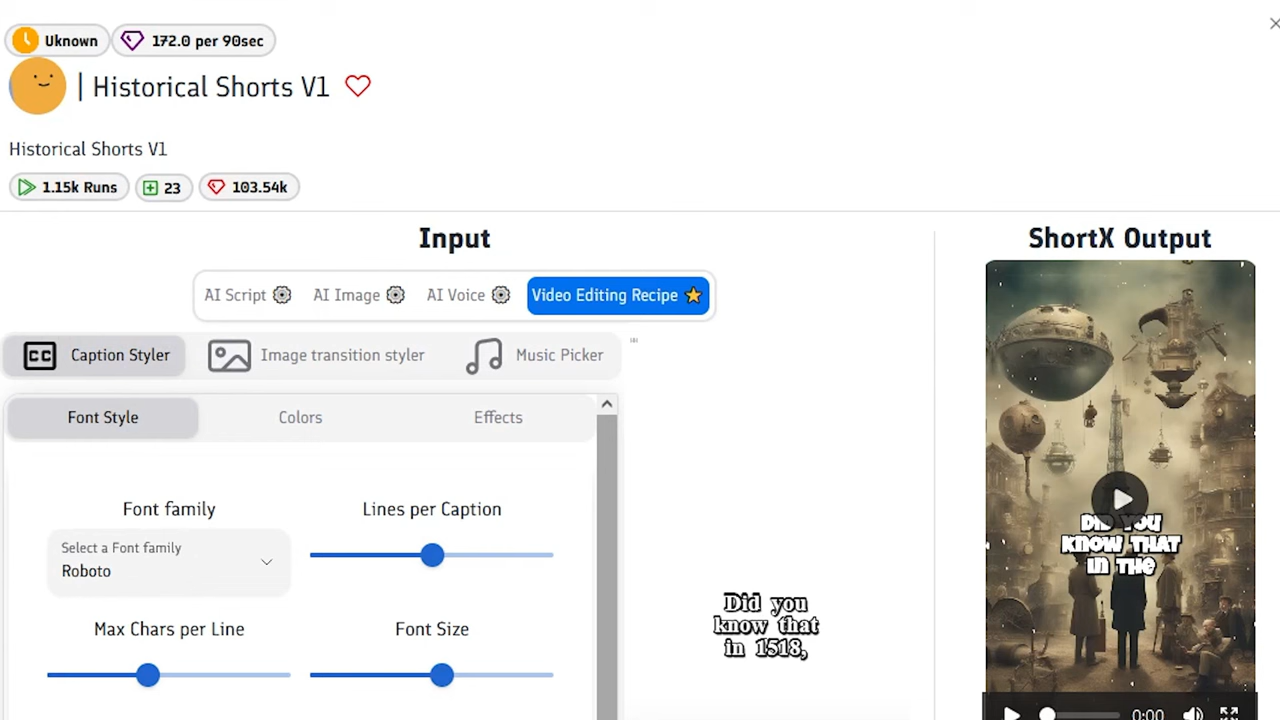 Uknown
172.0 per 90sec
| Historical Shorts V1
Historical Shorts V1
1.15k Runs
23
103.54k
Input
ShortX Output
AI Script
AI Image
AI Voice
Video Editing Recipe
CC
Caption Styler
Image transition styler
Music Picker
Font Style
Colors
Effects
Font family
Lines per Caption
Select a Font family
Roboto
Max Chars per Line
Font Size
Did you
know that
in 1518,
DID YOU
KNOW THAT
IN THE
0:00